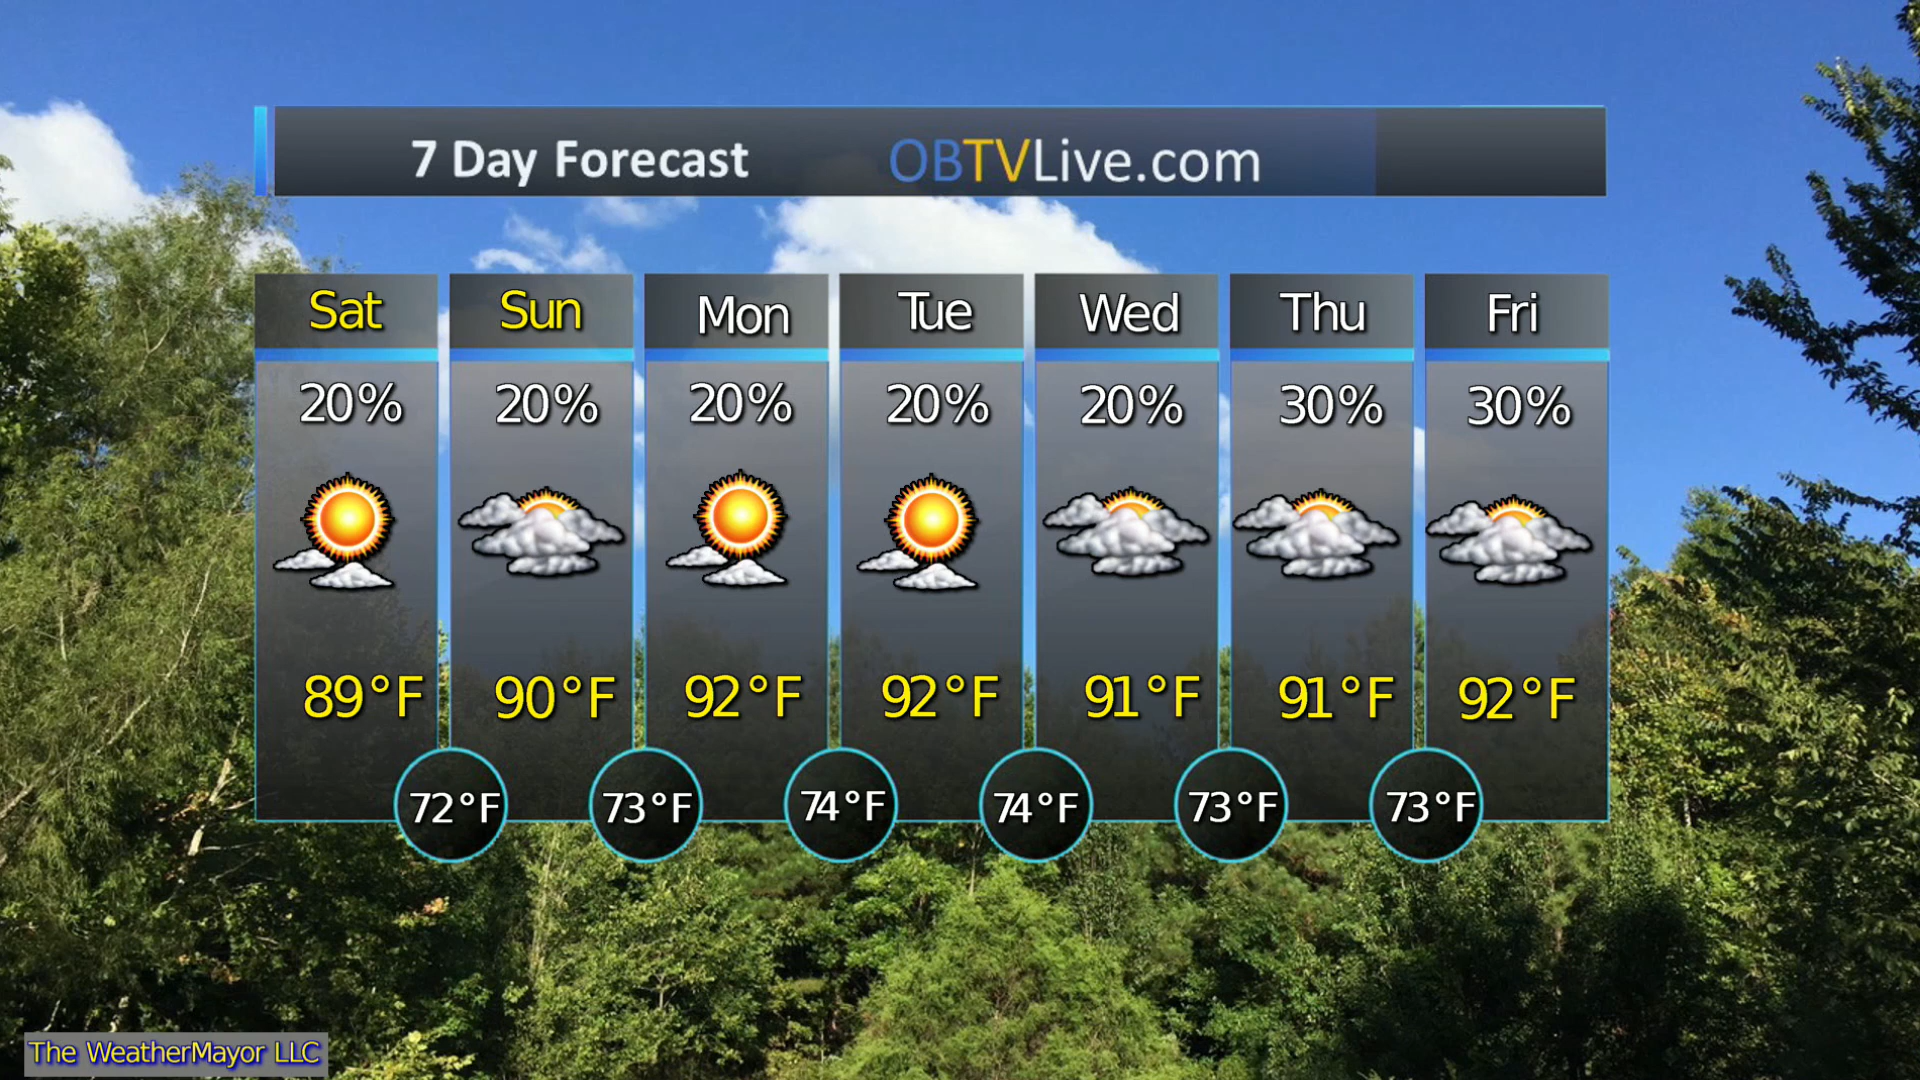 7 Day Forecast OBTVLive.com
Sat Sun Mon Tue Wed Thu Fri
20% 20% 20% 20% 20% 30% 30%
89°F 90°F 92°F 92°F 91°F 91°F 92°F
72°F 73°F 74°F 74°F 73°F 73°F
The WeatherMayor LLC